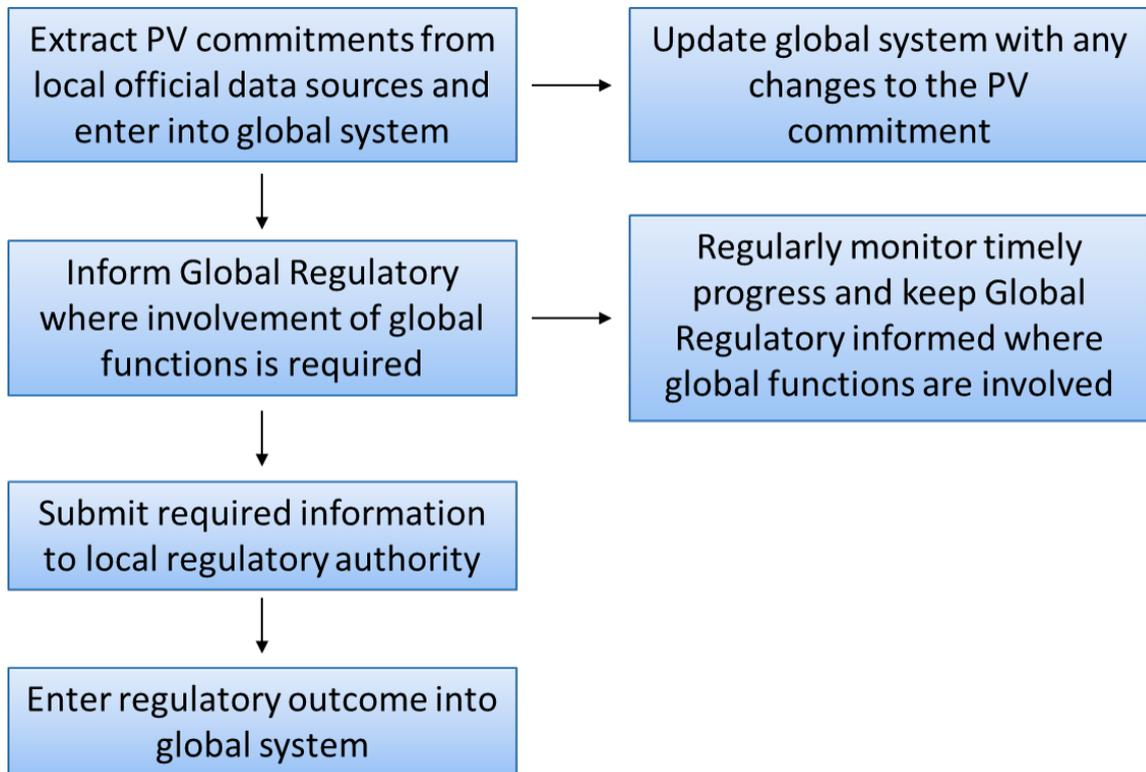 Extract PV commitments from
local official data sources and
enter into global system
Update global system with any
changes to the PV
commitment
Inform Global Regulatory
where involvement of global
functions is required
Regularly monitor timely
progress and keep Global
Regulatory informed where
global functions are involved
Submit required information
to local regulatory authority
Enter regulatory outcome into
global system